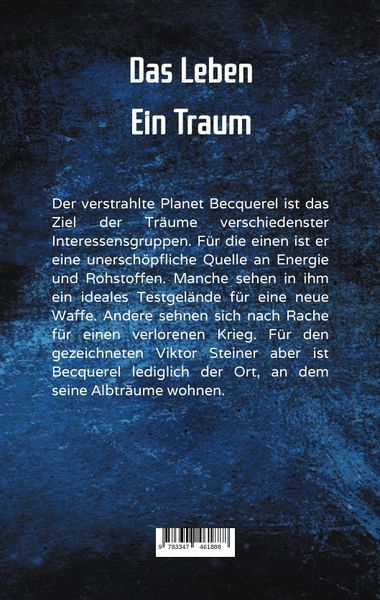 Das Leben
Ein Traum
Der verstrahlte Planet Becquerel ist das
Ziel der Träume verschiedenster
Interessensgruppen. Für die einen ist er
eine unerschöpfliche Quelle an Energie
und Rohstoffen. Manche sehen in ihm
ein ideales Testgelände für eine neue
Waffe. Andere sehnen sich nach Rache
für einen verlorenen Krieg. Für den
gezeichneten Viktor Steiner aber ist
Becquerel lediglich der Ort, an dem
seine Albträume wohnen.
9 783347 461888